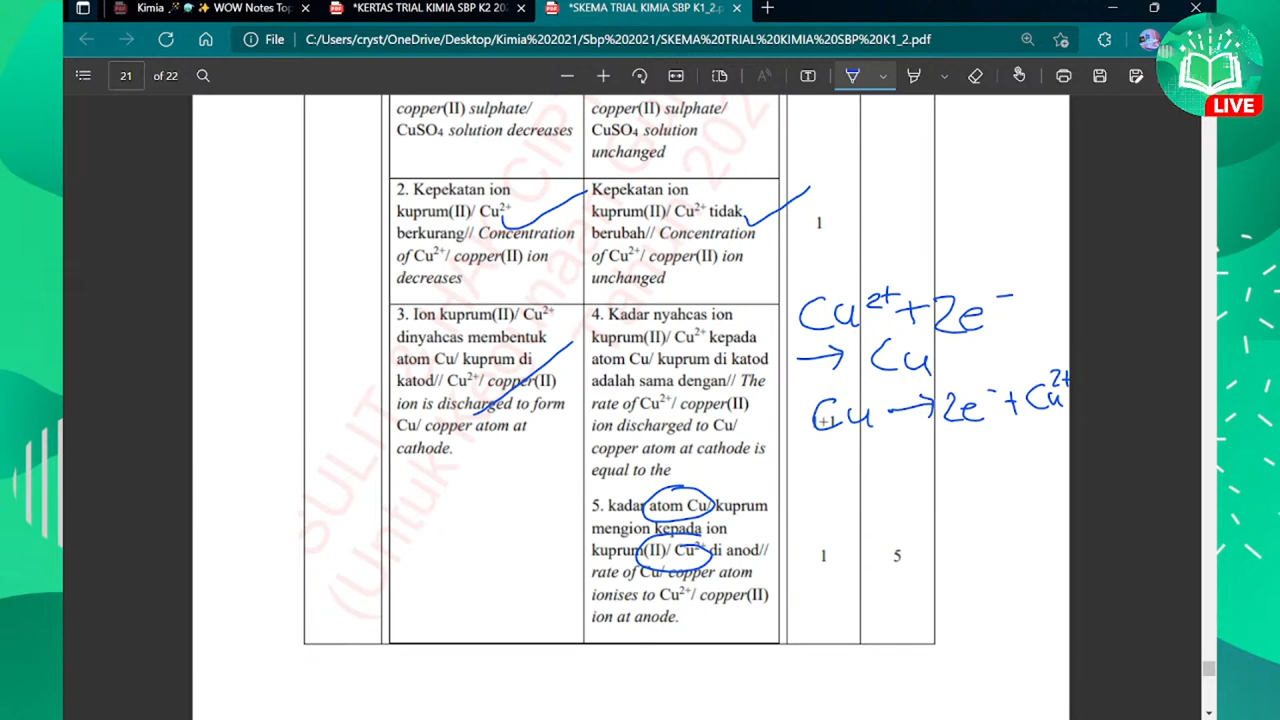 Kimia 🪄🌏✨ WOW Notes Top
*KERTAS TRIAL KIMIA SBP K2 202
*SKEMA TRIAL KIMIA SBP K1_2.pdf
File
C:/Users/cryst/OneDrive/Desktop/Kimia%202021/Sbp%202021/SKEMA%20TRIAL%20KIMIA%20SBP%20K1_2.pdf
LIVE
21 of 22
copper(II) sulphate/
CuSO4 solution decreases
copper(II) sulphate/
CuSO4 solution
unchanged
2. Kepekatan ion
kuprum(II)/ Cu²⁺
berkurang// Concentration
of Cu²⁺/ copper(II) ion
decreases
Kepekatan ion
kuprum(II)/ Cu²⁺ tidak
berubah// Concentration
of Cu²⁺/ copper(II) ion
unchanged
1
3. Ion kuprum(II)/ Cu²⁺
dinyahcas membentuk
atom Cu/ kuprum di
katod// Cu²⁺/ copper(II)
ion is discharged to form
Cu/ copper atom at
cathode.
4. Kadar nyahcas ion
kuprum(II)/ Cu²⁺ kepada
atom Cu/ kuprum di katod
adalah sama dengan// The
rate of Cu²⁺/ copper(II)
ion discharged to Cu/
copper atom at cathode is
equal to the
5. kadar atom Cu/ kuprum
mengion kepada ion
kuprum(II)/ Cu²⁺ di anod//
rate of Cu/ copper atom
ionises to Cu²⁺/ copper(II)
ion at anode.
Cu²⁺ + 2e⁻
→ Cu
Cu → 2e⁻ + Cu²⁺
+1
1
5